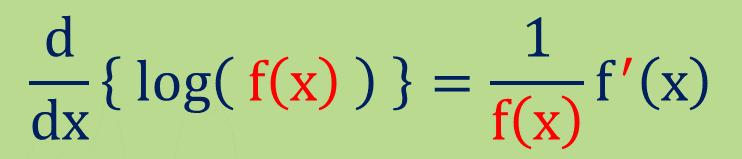 d/dx { log( f(x) ) } = 1/f(x) f′(x)